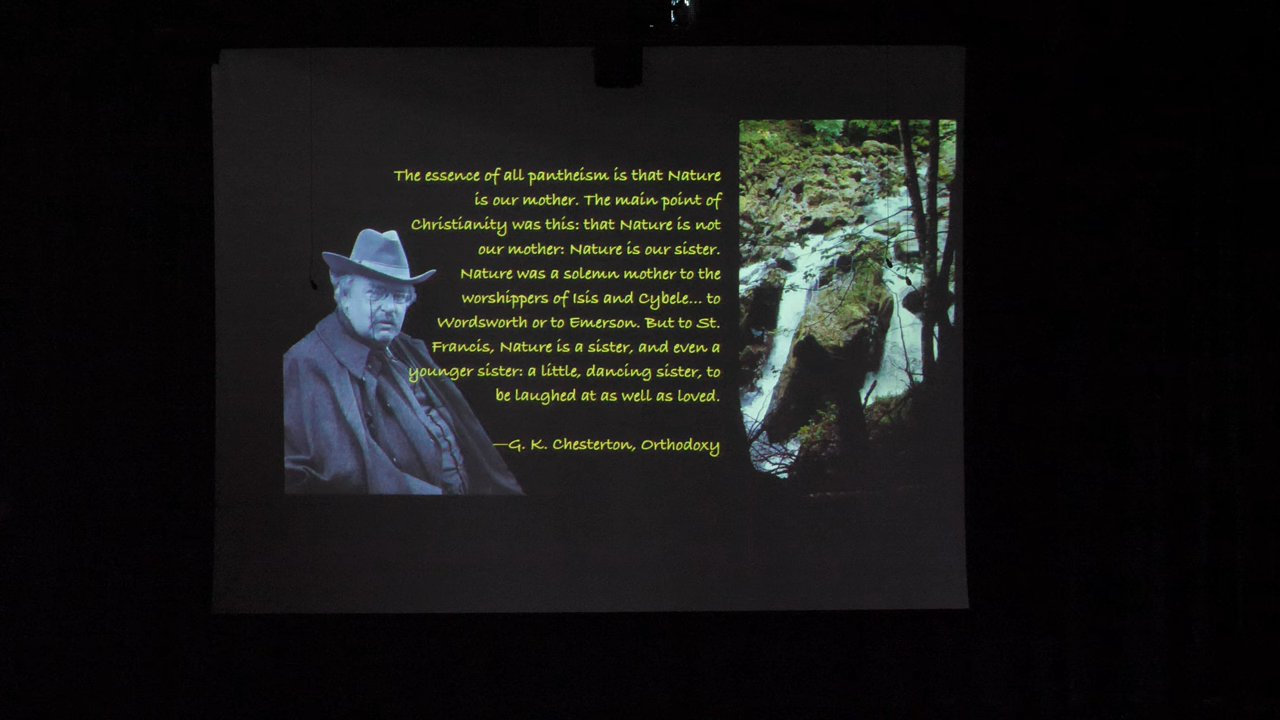 The essence of all pantheism is that Nature
is our mother. The main point of
Christianity was this: that Nature is not
our mother: Nature is our sister.
Nature was a solemn mother to the
worshippers of Isis and Cybele... to
Wordsworth or to Emerson. But to St.
Francis, Nature is a sister, and even a
younger sister: a little, dancing sister, to
be laughed at as well as loved.
—G. K. Chesterton, Orthodoxy